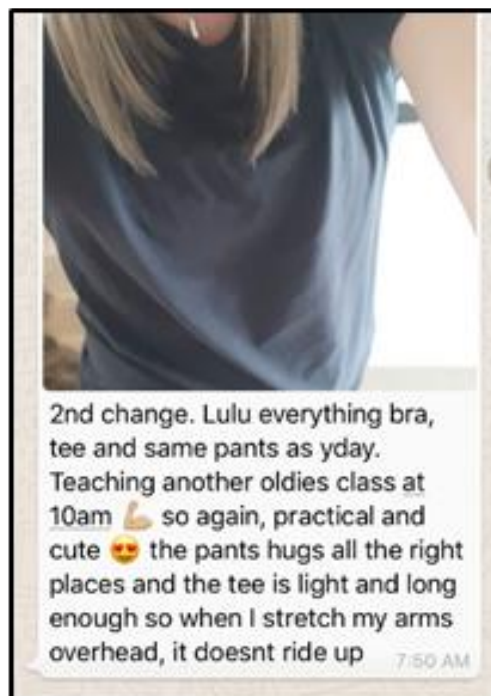 2nd change. Lulu everything bra,
tee and same pants as yday.
Teaching another oldies class at
10am 💪🏼 so again, practical and
cute 😍 the pants hugs all the right
places and the tee is light and long
enough so when I stretch my arms
overhead, it doesnt ride up 7:50 AM